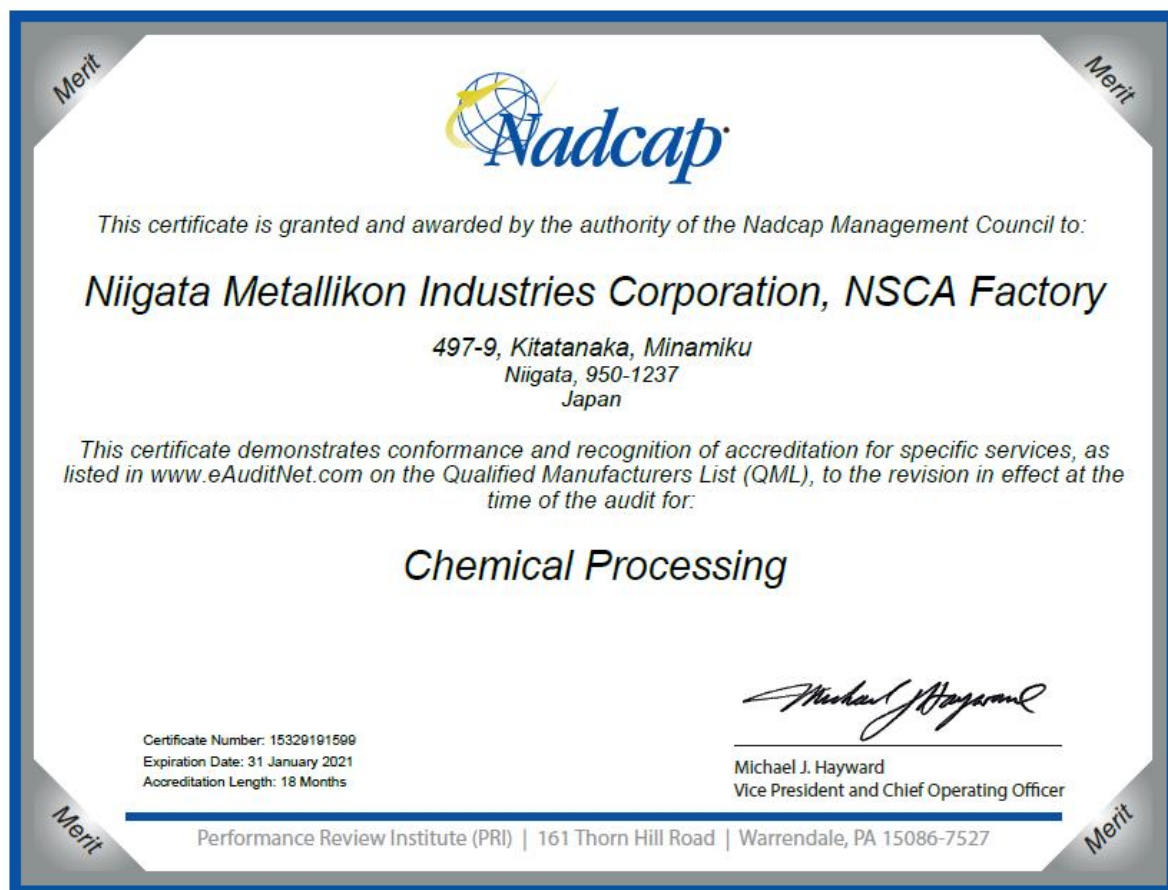 Merit
Merit
Nadcap
This certificate is granted and awarded by the authority of the Nadcap Management Council to:
Niigata Metallikon Industries Corporation, NSCA Factory
497-9, Kitatanaka, Minamiku
Niigata, 950-1237
Japan
This certificate demonstrates conformance and recognition of accreditation for specific services, as
listed in www.eAuditNet.com on the Qualified Manufacturers List (QML), to the revision in effect at the
time of the audit for:
Chemical Processing
Michael J Hayward
Certificate Number: 15329191599
Expiration Date: 31 January 2021
Accreditation Length: 18 Months
Michael J. Hayward
Vice President and Chief Operating Officer
Merit
Merit
Performance Review Institute (PRI) | 161 Thorn Hill Road | Warrendale, PA 15086-7527